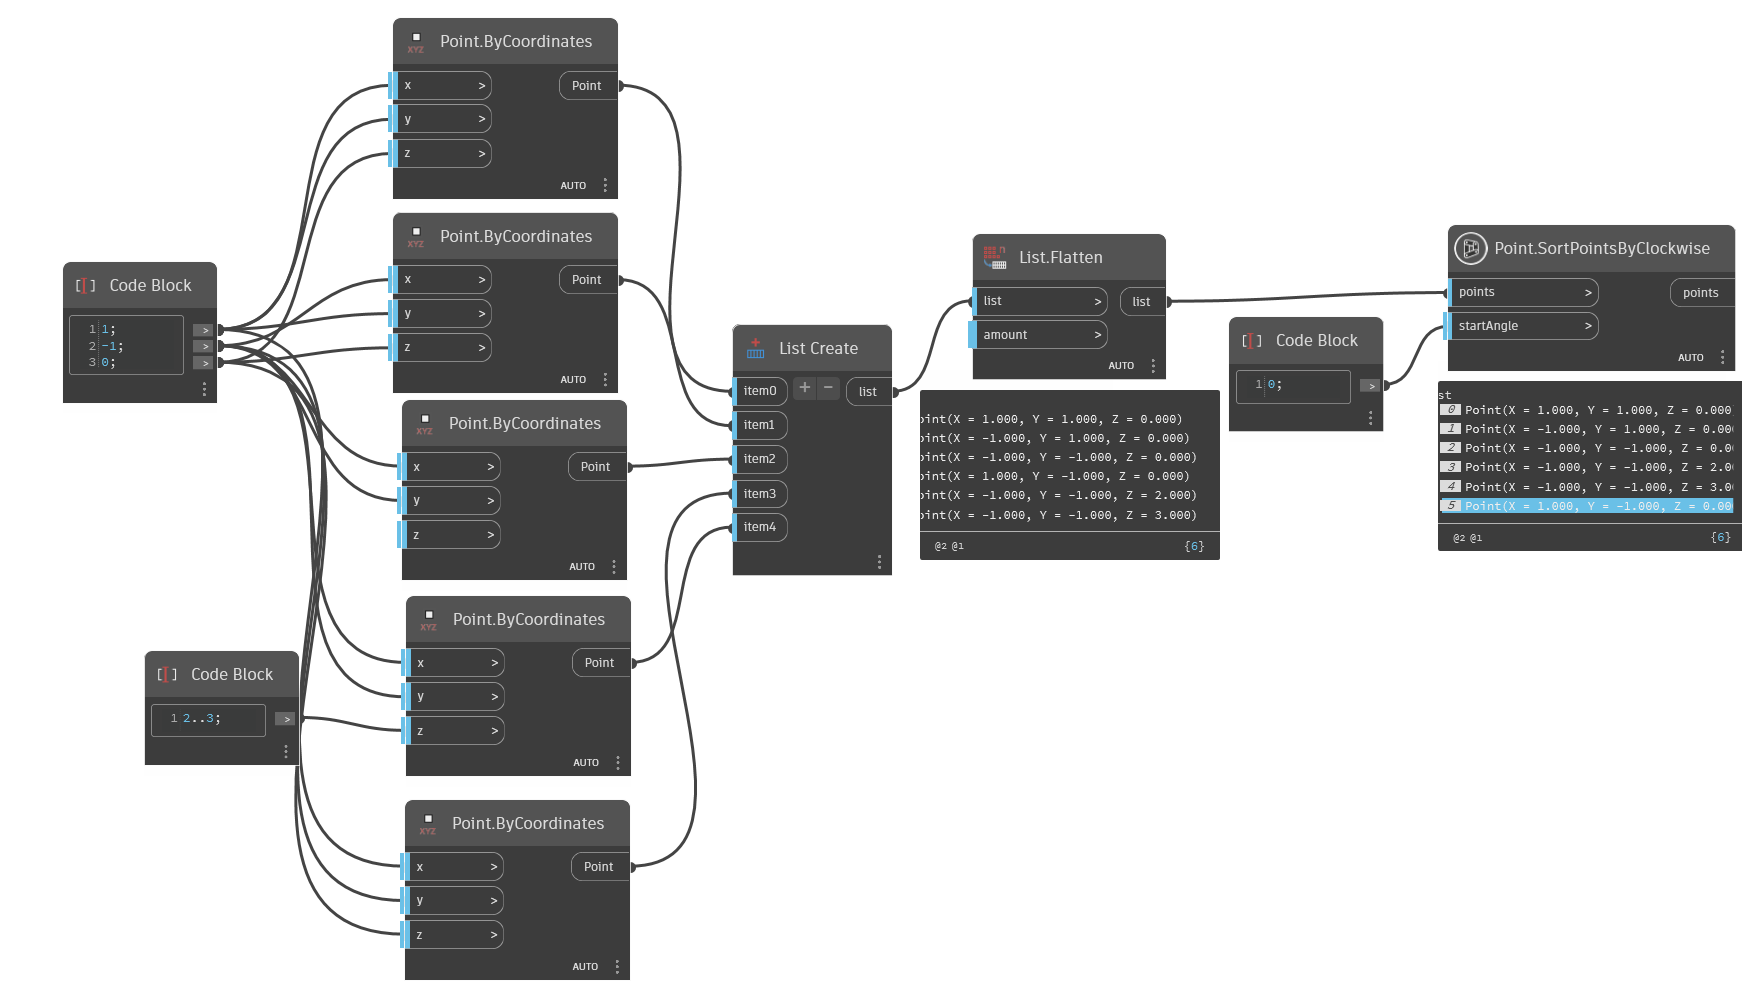 XYZ Point.ByCoordinates
x > Point
y >
z >
AUTO
XYZ Point.ByCoordinates
x > Point
y >
z >
AUTO
[I] Code Block
1 1; >
2 -1; >
3 0; >
XYZ Point.ByCoordinates
x > Point
y >
z >
AUTO
XYZ Point.ByCoordinates
x > Point
y >
z >
AUTO
[I] Code Block
1 2..3; >
XYZ Point.ByCoordinates
x > Point
y >
z >
AUTO
List Create
item0 + - list
item1
item2
item3
item4
List.Flatten
list > list
amount >
AUTO
oint(X = 1.000, Y = 1.000, Z = 0.000)
oint(X = -1.000, Y = 1.000, Z = 0.000)
oint(X = -1.000, Y = -1.000, Z = 0.000)
oint(X = 1.000, Y = -1.000, Z = 0.000)
oint(X = -1.000, Y = -1.000, Z = 2.000)
oint(X = -1.000, Y = -1.000, Z = 3.000)
@2 @1 {6}
[I] Code Block
1 0; >
Point.SortPointsByClockwise
points > points
startAngle >
AUTO
st
0 Point(X = 1.000, Y = 1.000, Z = 0.000
1 Point(X = -1.000, Y = 1.000, Z = 0.00
2 Point(X = -1.000, Y = -1.000, Z = 0.0
3 Point(X = -1.000, Y = -1.000, Z = 2.0
4 Point(X = -1.000, Y = -1.000, Z = 3.0
5 Point(X = 1.000, Y = -1.000, Z = 0.00
@2 @1 {6}